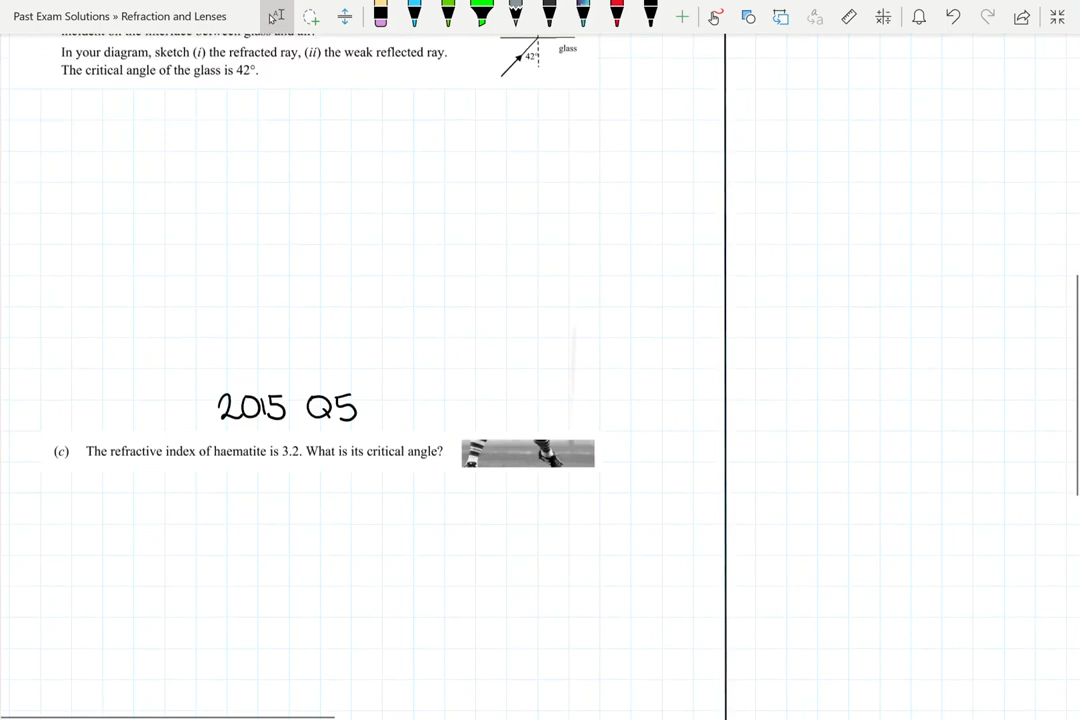 Past Exam Solutions » Refraction and Lenses
In your diagram, sketch (i) the refracted ray, (ii) the weak reflected ray.
The critical angle of the glass is 42°.
42°
glass
2015 Q5
(c) The refractive index of haematite is 3.2. What is its critical angle?